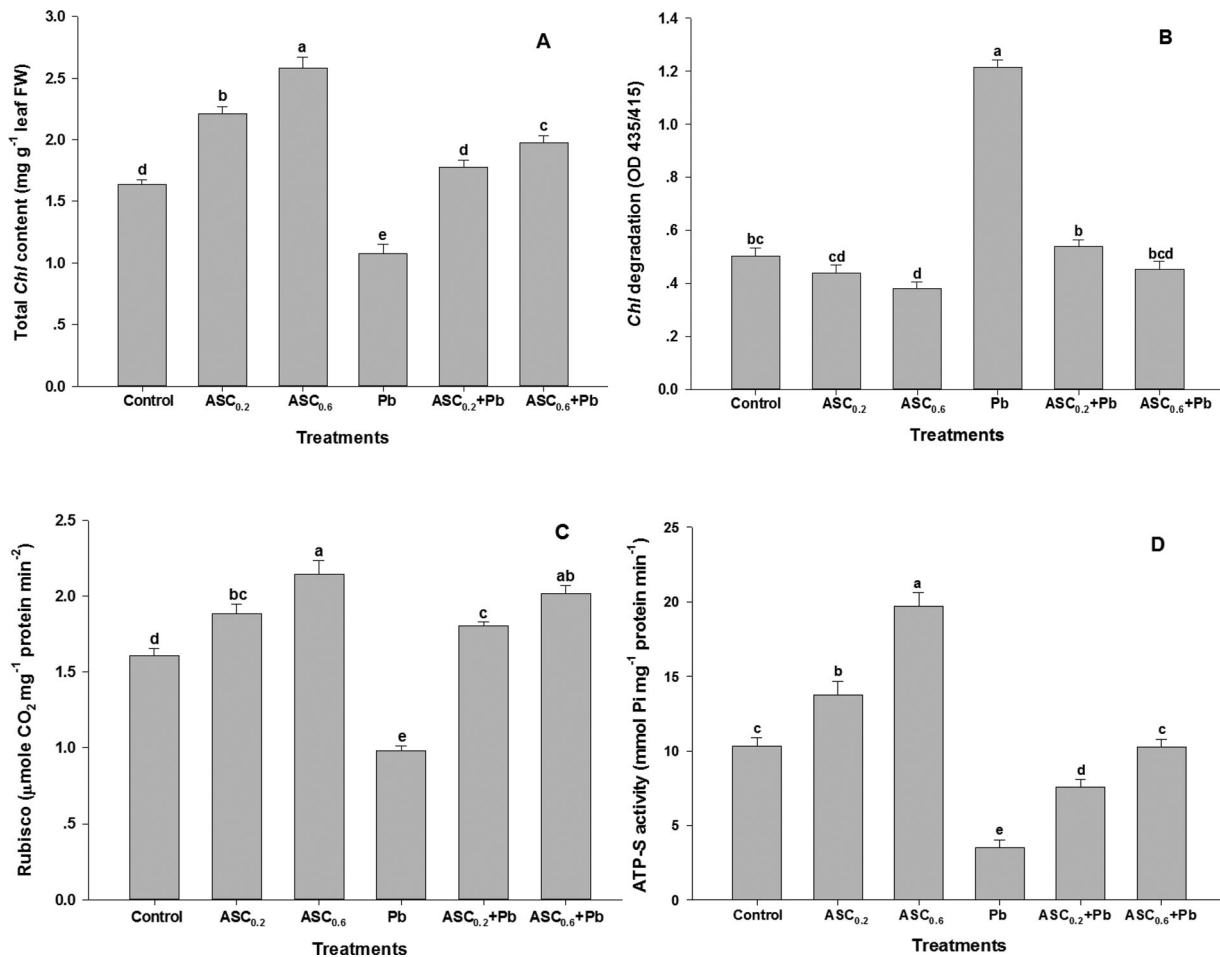 A
Total Chl content (mg g⁻¹ leaf FW)
3.0
2.5
2.0
1.5
1.0
.5
0.0
d
b
a
e
d
c
Control ASC₀.₂ ASC₀.₆ Pb ASC₀.₂+Pb ASC₀.₆+Pb
Treatments
B
Chl degradation (OD 435/415)
1.4
1.2
1.0
.8
.6
.4
.2
0.0
bc
cd
d
a
b
bcd
Control ASC₀.₂ ASC₀.₆ Pb ASC₀.₂+Pb ASC₀.₆+Pb
Treatments
C
Rubisco (μmole CO₂ mg⁻¹ protein min⁻²)
2.5
2.0
1.5
1.0
.5
0.0
d
bc
a
e
c
ab
Control ASC₀.₂ ASC₀.₆ Pb ASC₀.₂+Pb ASC₀.₆+Pb
Treatments
D
ATP-S activity (mmol Pi mg⁻¹ protein min⁻¹)
25
20
15
10
5
0
c
b
a
e
d
c
Control ASC₀.₂ ASC₀.₆ Pb ASC₀.₂+Pb ASC₀.₆+Pb
Treatments